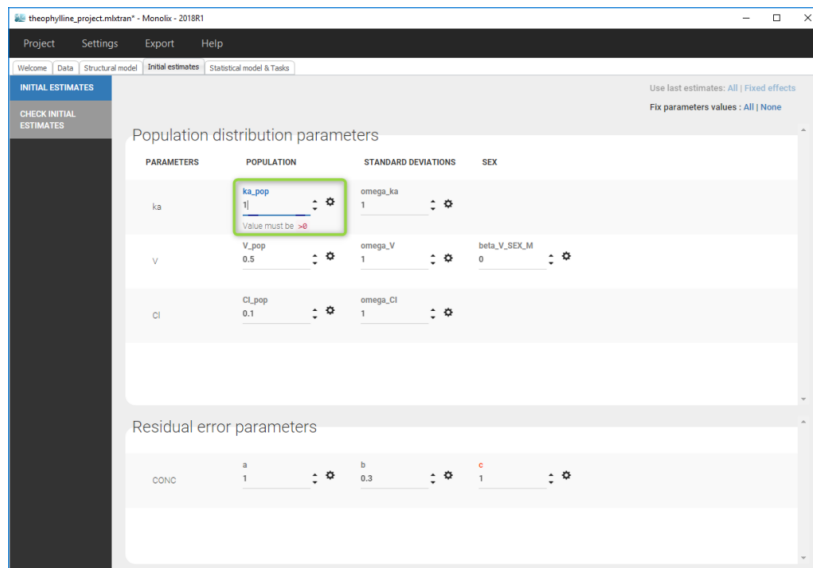 theophylline_project.mlxtran* - Monolix - 2018R1
Project Settings Export Help
Welcome Data Structural model Initial estimates Statistical model & Tasks
INITIAL ESTIMATES
Use last estimates: All | Fixed effects
CHECK INITIAL
ESTIMATES
Fix parameters values : All | None
Population distribution parameters
PARAMETERS POPULATION STANDARD DEVIATIONS SEX
ka_pop omega_ka
ka 1 1
Value must be >0
V_pop omega_V beta_V_SEX_M
V 0.5 1 0
Cl_pop omega_Cl
Cl 0.1 1
Residual error parameters
a b c
CONC 1 0.3 1